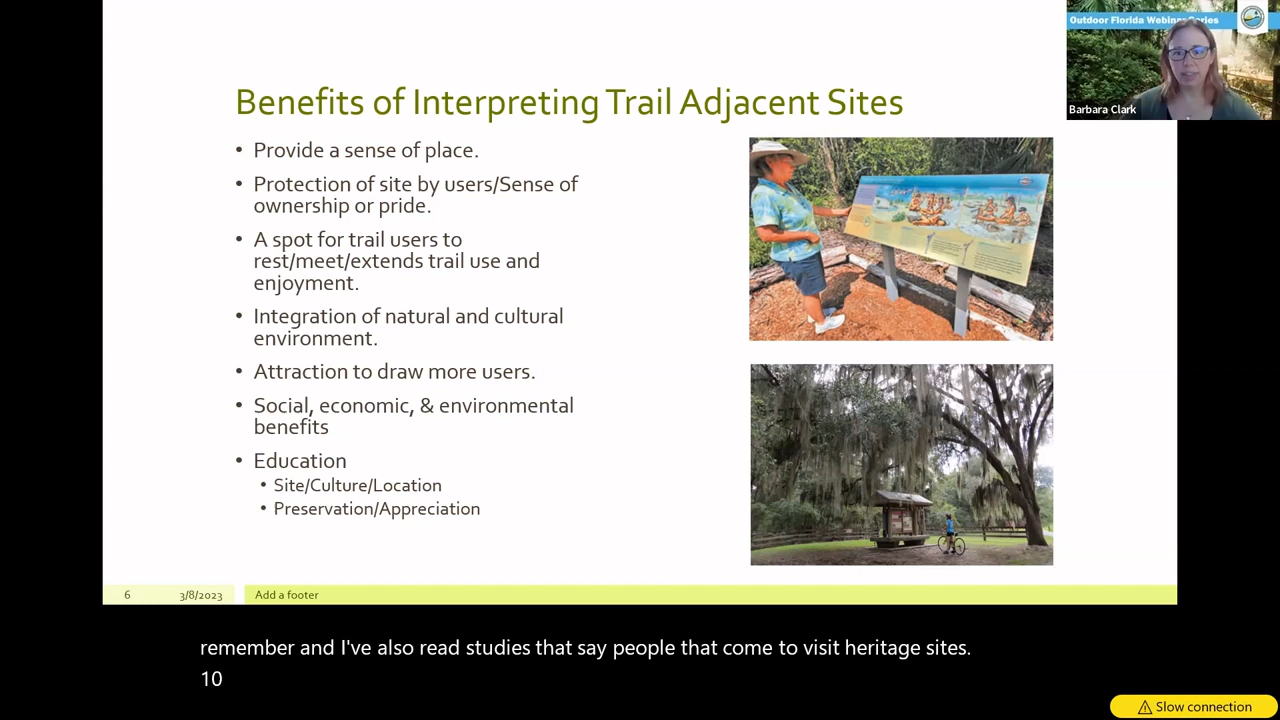 Outdoor Florida Webinar Series
Barbara Clark
Benefits of Interpreting Trail Adjacent Sites
• Provide a sense of place.
• Protection of site by users/Sense of
ownership or pride.
• A spot for trail users to
rest/meet/extends trail use and
enjoyment.
• Integration of natural and cultural
environment.
• Attraction to draw more users.
• Social, economic, & environmental
benefits
• Education
• Site/Culture/Location
• Preservation/Appreciation
6 3/8/2023 Add a footer
remember and I've also read studies that say people that come to visit heritage sites.
10
Slow connection